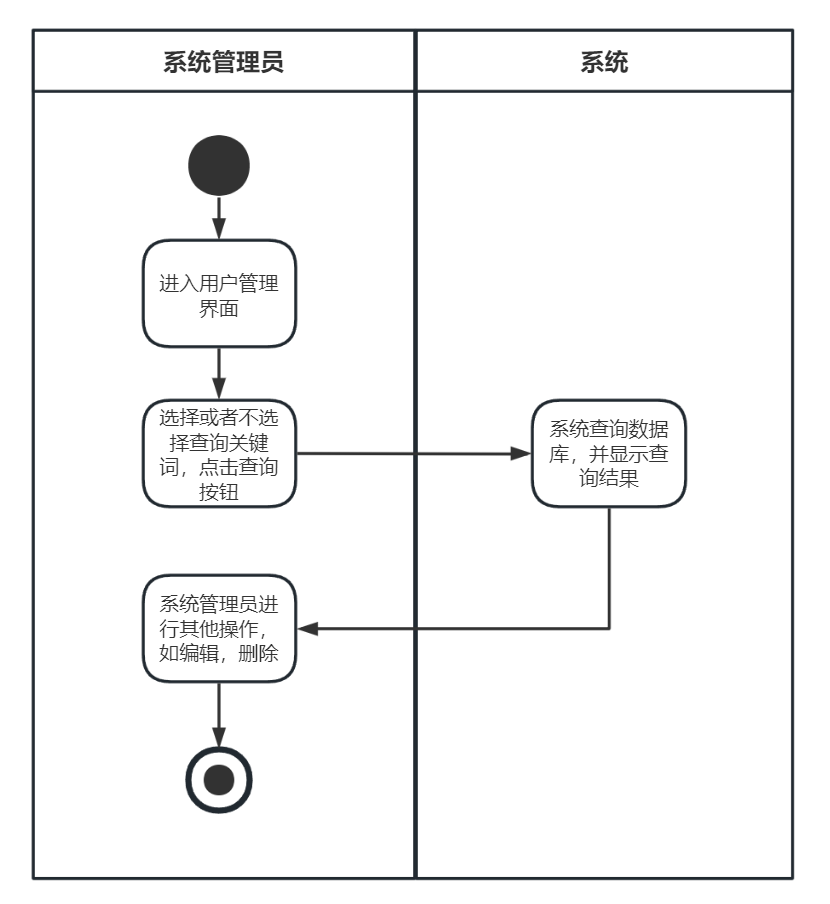 系统管理员
系统
进入用户管理
界面
选择或者不选
择查询关键
词，点击查询
按钮
系统查询数据
库，并显示查
询结果
系统管理员进
行其他操作，
如编辑，删除